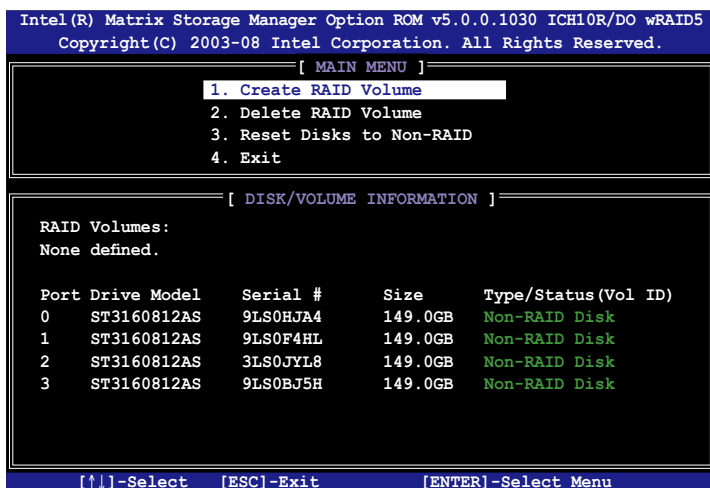 Intel(R) Matrix Storage Manager Option ROM v5.0.0.1030 ICH10R/DO wRAID5
Copyright(C) 2003-08 Intel Corporation. All Rights Reserved.
[ MAIN MENU ]
1. Create RAID Volume
2. Delete RAID Volume
3. Reset Disks to Non-RAID
4. Exit
[ DISK/VOLUME INFORMATION ]
RAID Volumes:
None defined.
Port Drive Model Serial # Size Type/Status(Vol ID)
0 ST3160812AS 9LS0HJA4 149.0GB Non-RAID Disk
1 ST3160812AS 9LS0F4HL 149.0GB Non-RAID Disk
2 ST3160812AS 3LS0JYL8 149.0GB Non-RAID Disk
3 ST3160812AS 9LS0BJ5H 149.0GB Non-RAID Disk
[↑↓]-Select [ESC]-Exit [ENTER]-Select Menu